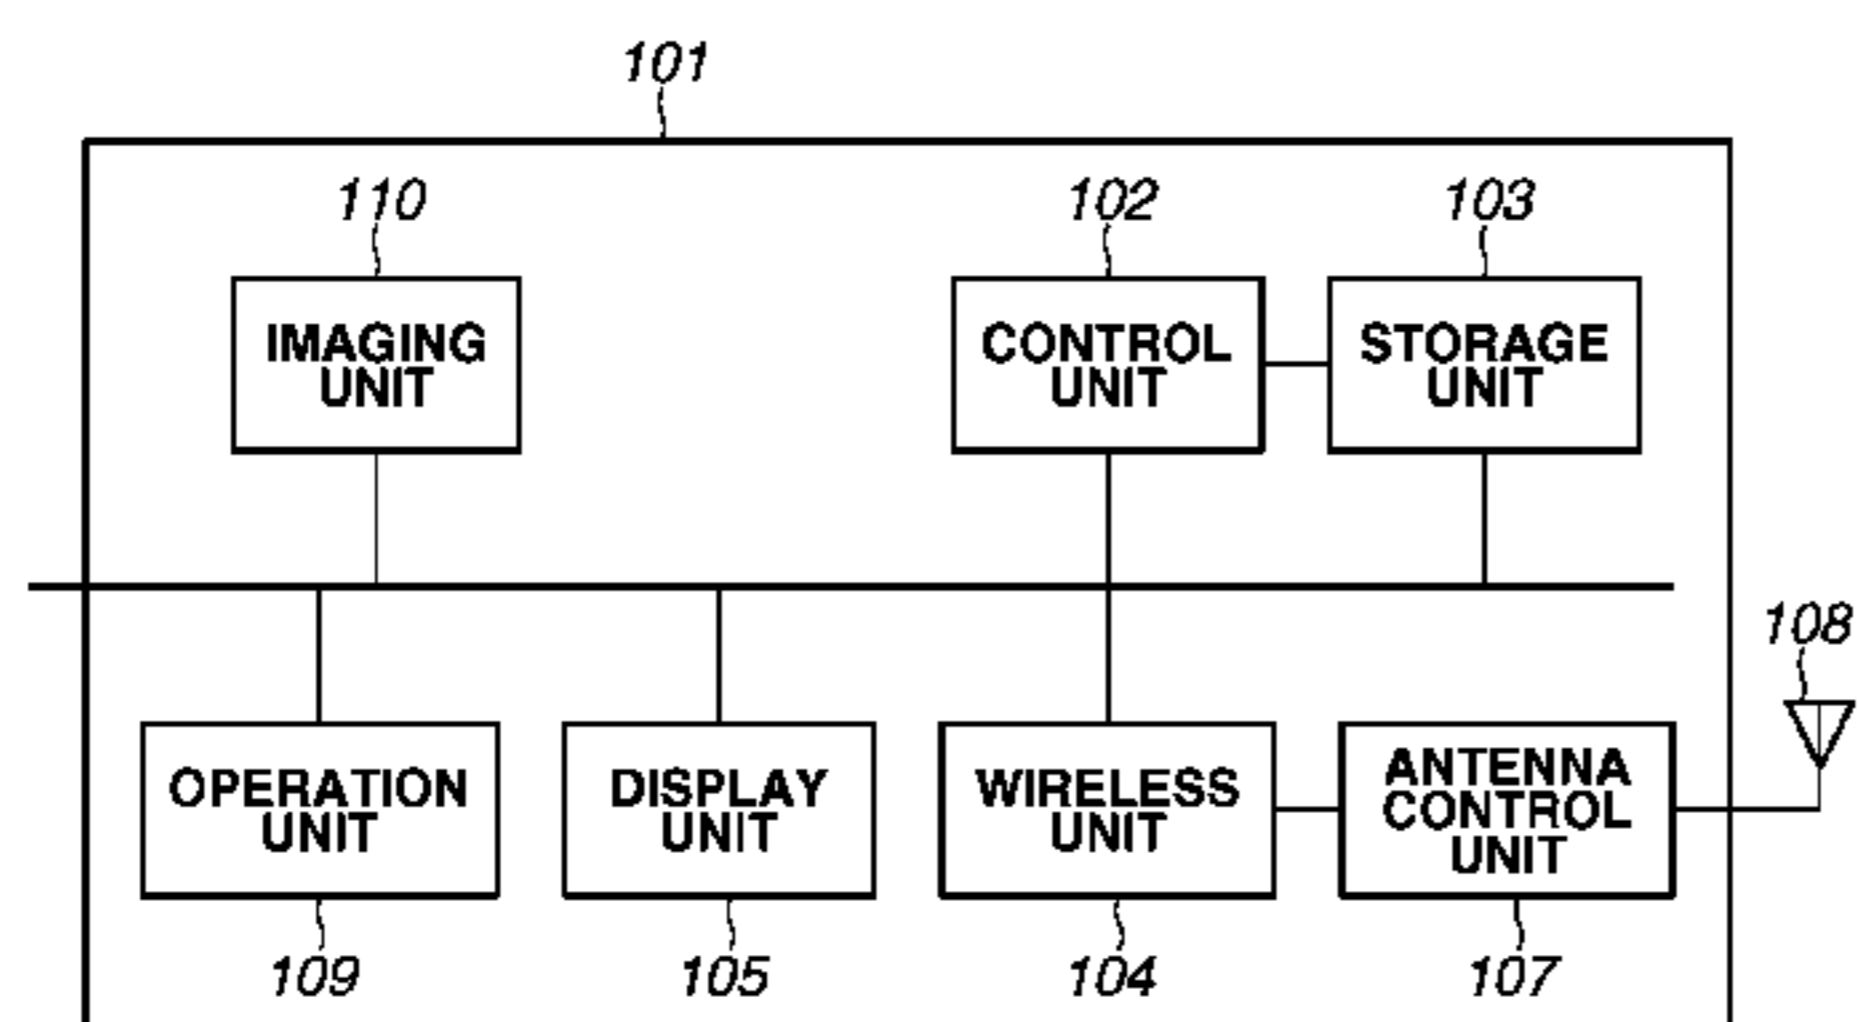 101
110
102
103
IMAGING
UNIT
CONTROL
UNIT
STORAGE
UNIT
108
OPERATION
UNIT
DISPLAY
UNIT
WIRELESS
UNIT
ANTENNA
CONTROL
UNIT
109
105
104
107